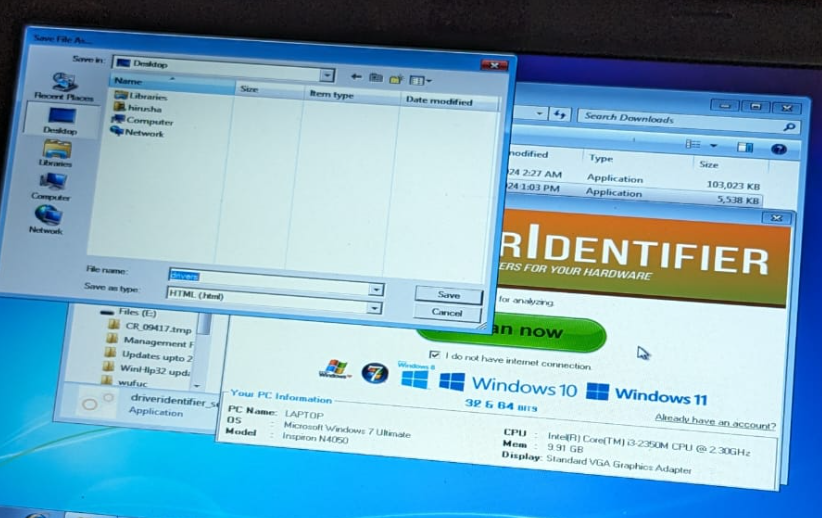 Save File As...
Save in: Desktop
Name Size Item type Date modified
Recent Places
Desktop
Libraries
Computer
Network
Libraries
hirusha
Computer
Network
File name: drivers
Save as type: HTML (html)
Save
Cancel
Search Downloads
modified Type Size
24 2:27 AM Application 103,023 KB
24 1:03 PM Application 5,538 KB
RIDENTIFIER
ERS FOR YOUR HARDWARE
for analyzing.
an now
I do not have internet connection
Windows 8
Windows 10
Windows 11
32 & 64 BITS
Already have an account?
Your PC Information
PC Name: LAPTOP
OS : Microsoft Windows 7 Ultimate
Model : Inspiron N4050
CPU : Intel(R) Core(TM) i3-2350M CPU @ 2.30GHz
Mem : 9.91 GB
Display: Standard VGA Graphics Adapter
Files (E:)
CR_09417.tmp
Management F
Updates upto 2
WinFlip32 upda
wufuc
driveridentifier_se
Application